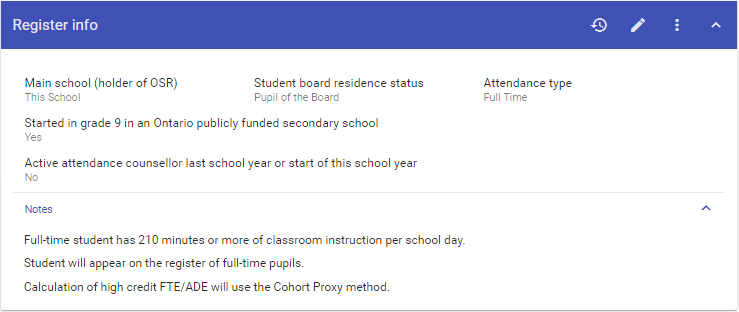 Register info
Main school (holder of OSR) Student board residence status Attendance type
This School Pupil of the Board Full Time
Started in grade 9 in an Ontario publicly funded secondary school
Yes
Active attendance counsellor last school year or start of this school year
No
Notes
Full-time student has 210 minutes or more of classroom instruction per school day.
Student will appear on the register of full-time pupils.
Calculation of high credit FTE/ADE will use the Cohort Proxy method.